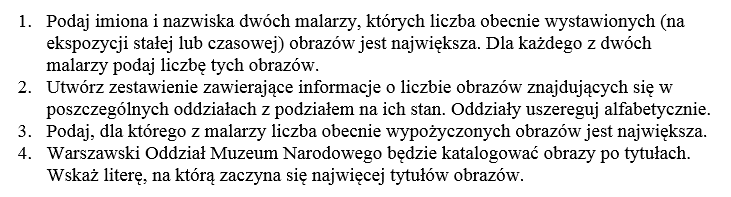 1. Podaj imiona i nazwiska dwóch malarzy, których liczba obecnie wystawionych (na
ekspozycji stałej lub czasowej) obrazów jest największa. Dla każdego z dwóch
malarzy podaj liczbę tych obrazów.
2. Utwórz zestawienie zawierające informacje o liczbie obrazów znajdujących się w
poszczególnych oddziałach z podziałem na ich stan. Oddziały uszereguj alfabetycznie.
3. Podaj, dla którego z malarzy liczba obecnie wypożyczonych obrazów jest największa.
4. Warszawski Oddział Muzeum Narodowego będzie katalogować obrazy po tytułach.
Wskaż literę, na którą zaczyna się najwięcej tytułów obrazów.